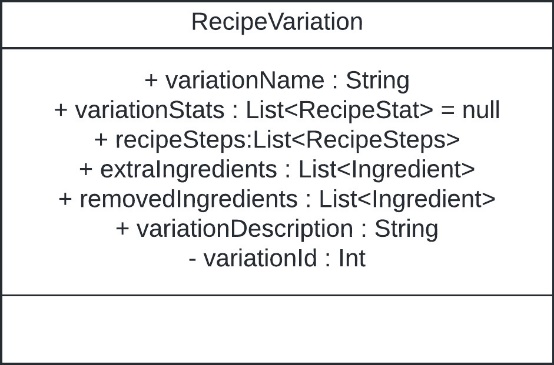 RecipeVariation
+ variationName : String
+ variationStats : List<RecipeStat> = null
+ recipeSteps:List<RecipeSteps>
+ extraIngredients : List<Ingredient>
+ removedIngredients : List<Ingredient>
+ variationDescription : String
- variationId : Int